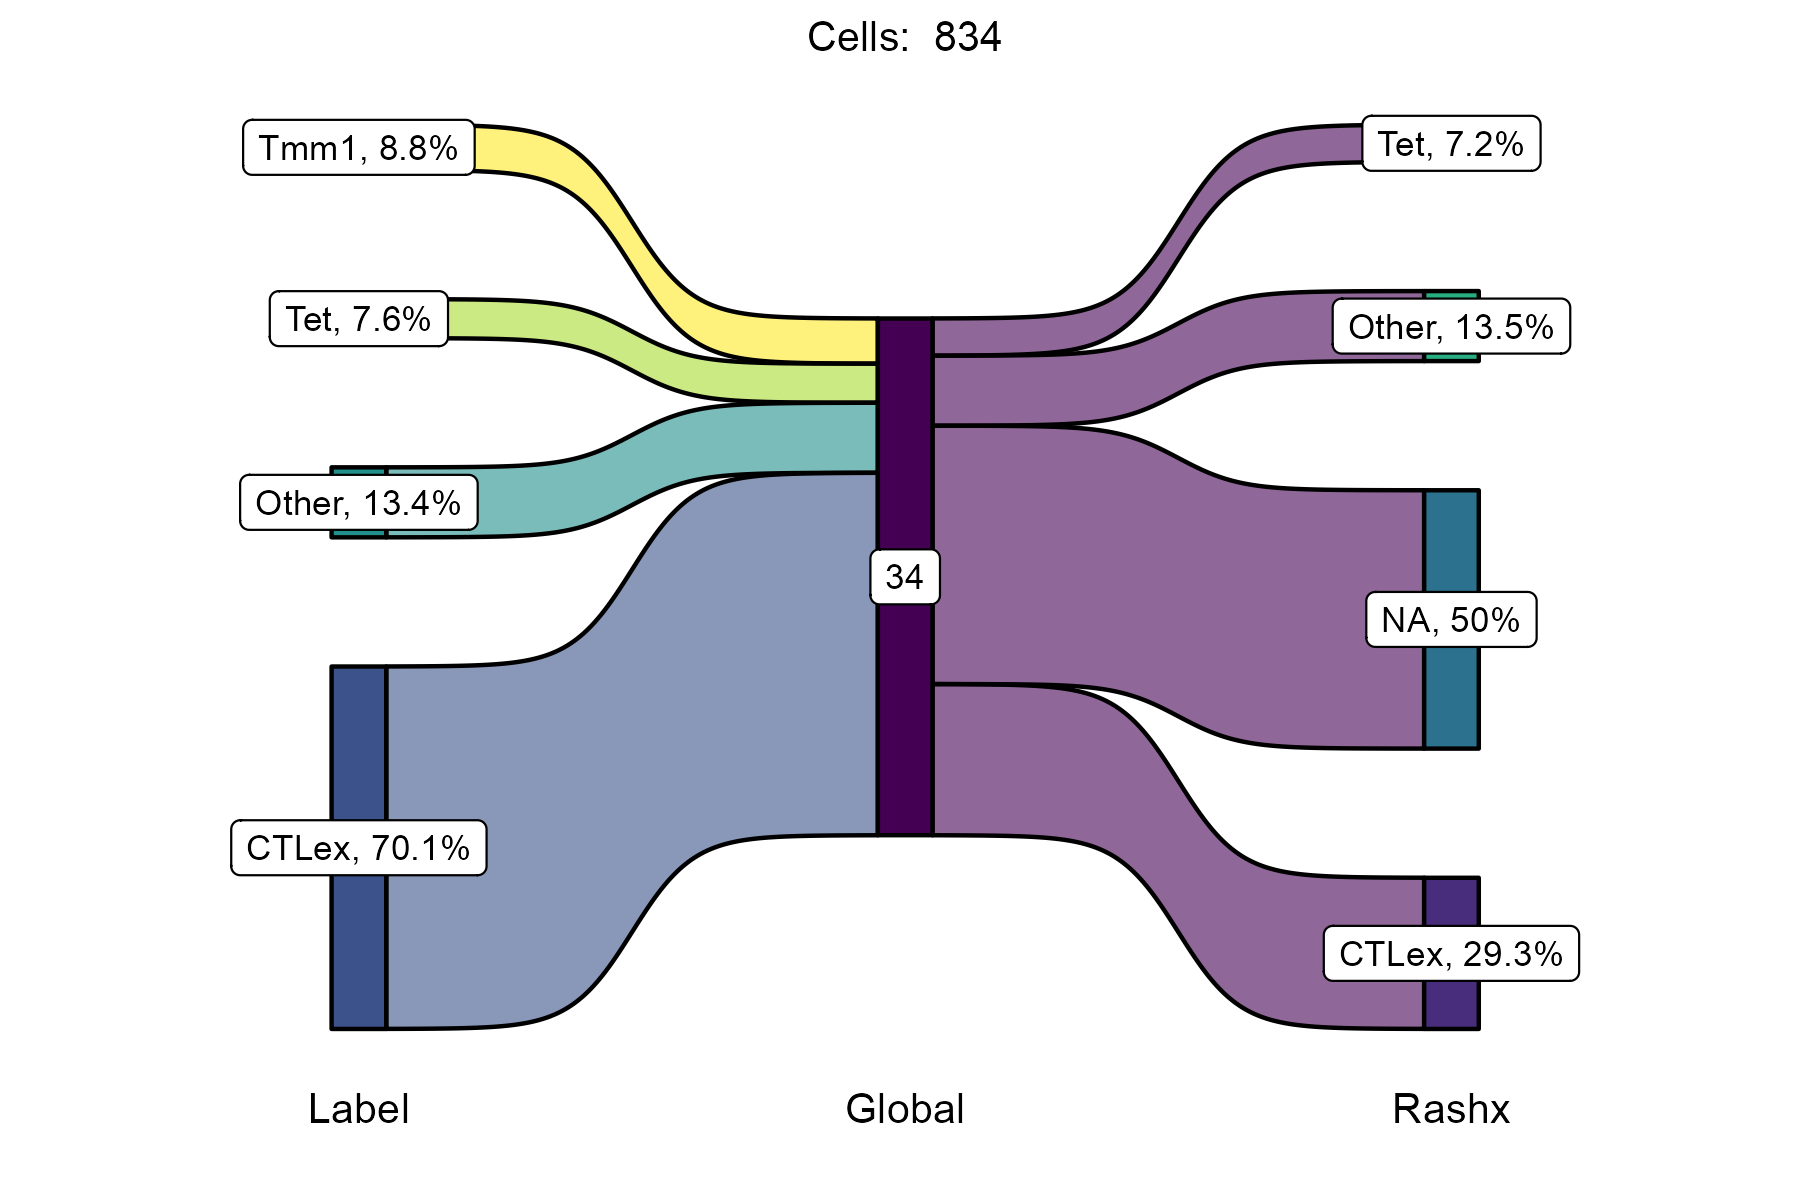 Cells:  834
Tmm1, 8.8%
Tet, 7.2%
Tet, 7.6%
Other, 13.5%
Other, 13.4%
34
NA, 50%
CTLex, 70.1%
CTLex, 29.3%
Label
Global
Rashx